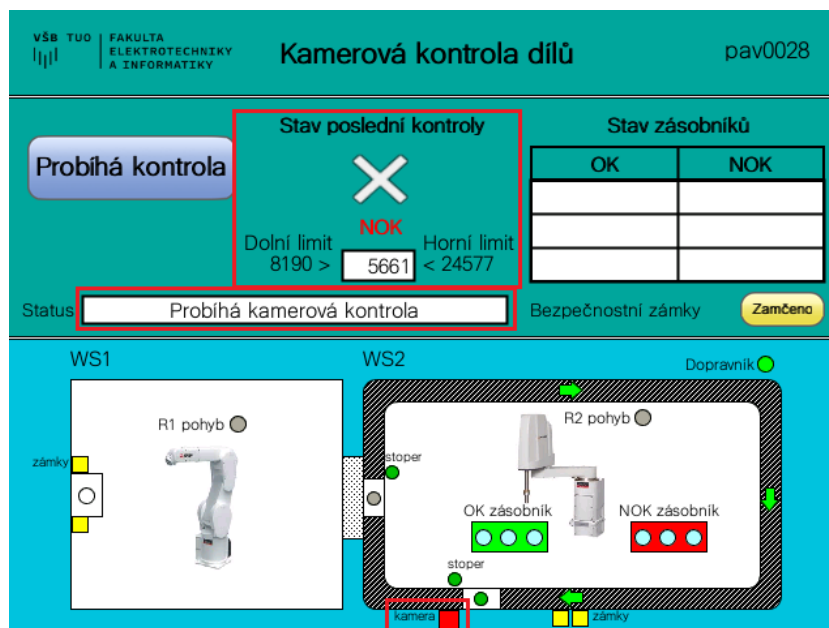 VŠB TUO FAKULTA
ELEKTROTECHNIKY
A INFORMATIKY
Kamerová kontrola dílů
pav0028
Probíhá kontrola
Stav poslední kontroly
NOK
Dolní limit
8190 >
5661
Horní limit
< 24577
Stav zásobníků
OK NOK
Status Probíhá kamerová kontrola
Bezpečnostní zámky Zamčeno
WS1
WS2
Dopravník
R1 pohyb
R2 pohyb
zámky
stoper
OK zásobník
NOK zásobník
stoper
kamera
zámky